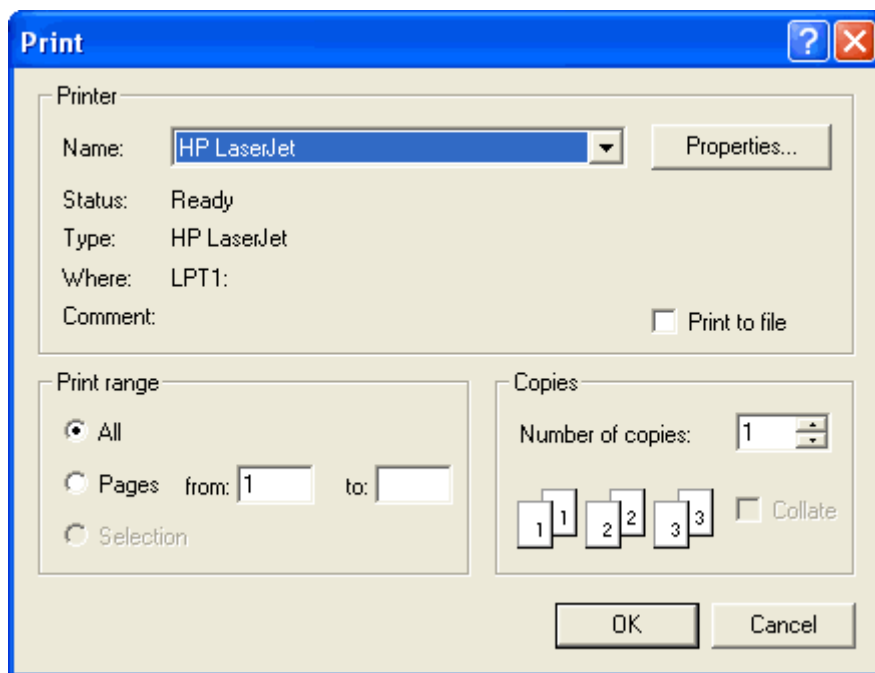 Print
Printer
Name: HP LaserJet Properties...
Status: Ready
Type: HP LaserJet
Where: LPT1:
Comment:
Print to file
Print range
All
Pages from: 1 to:
Selection
Copies
Number of copies: 1
1 1 2 2 3 3
Collate
OK Cancel